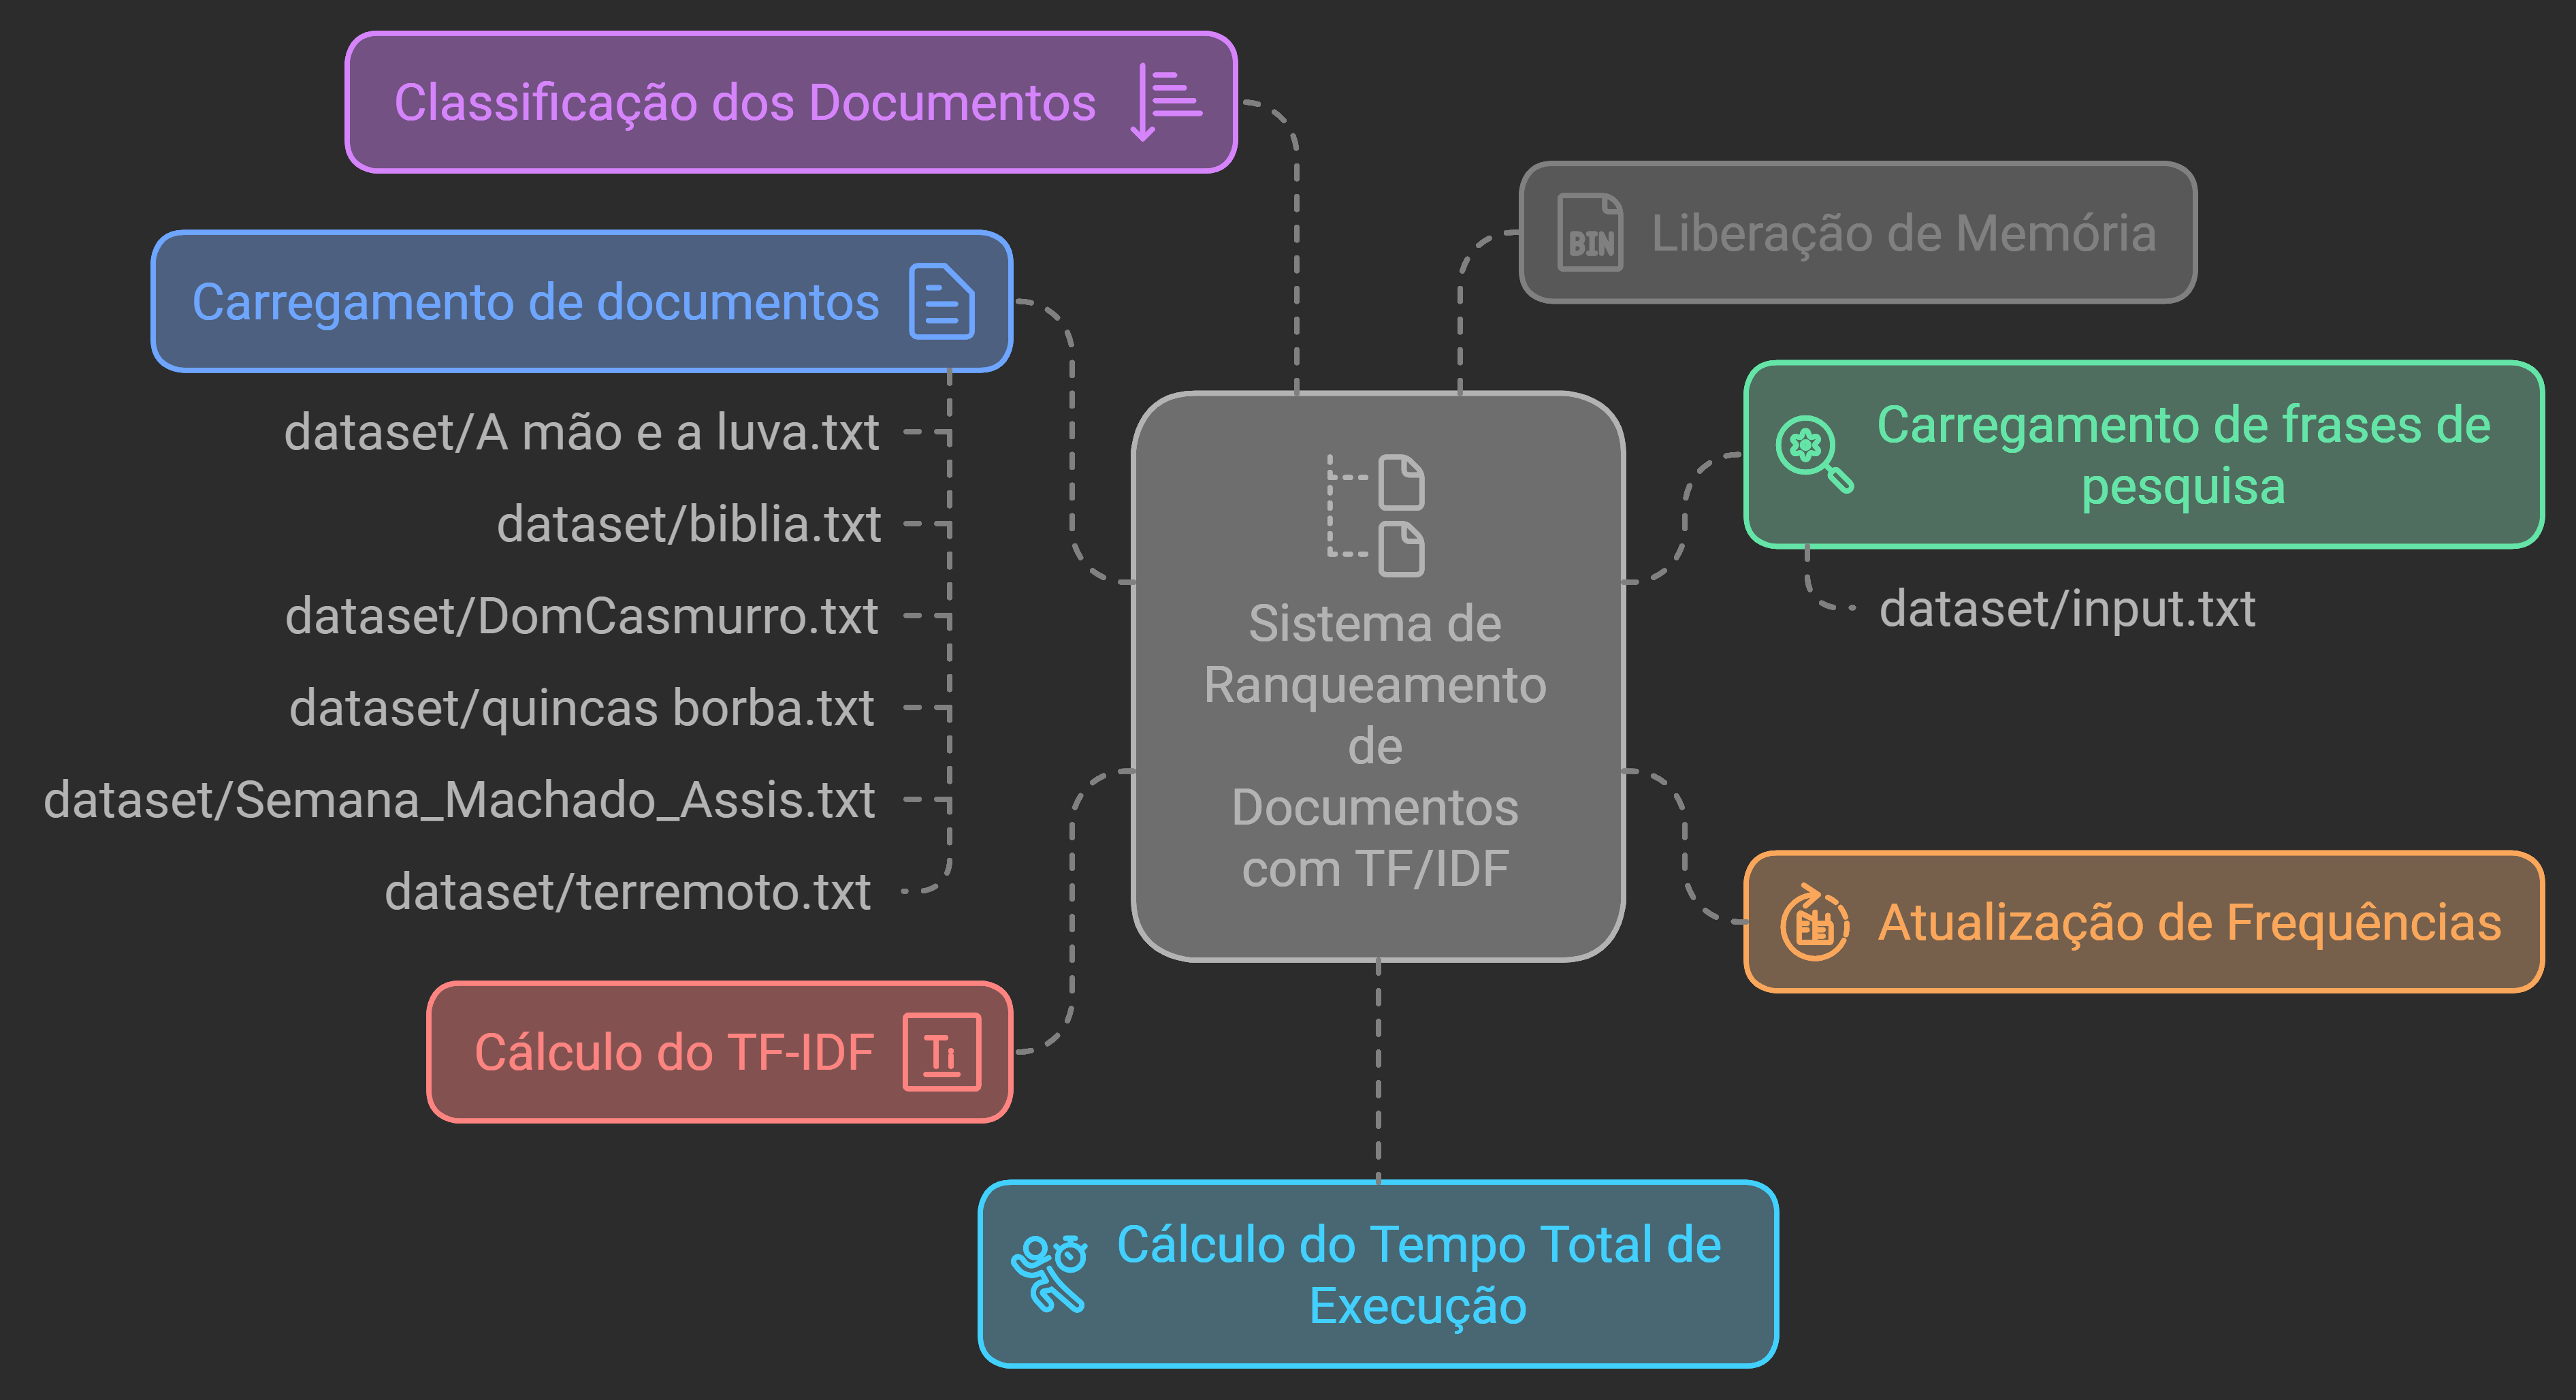 Classificação dos Documentos
BIN
Liberação de Memória
Carregamento de documentos
dataset/A mão e a luva.txt
dataset/biblia.txt
dataset/DomCasmurro.txt
dataset/quincas borba.txt
dataset/Semana_Machado_Assis.txt
dataset/terremoto.txt
Sistema de
Ranqueamento
de
Documentos
com TF/IDF
Carregamento de frases de
pesquisa
dataset/input.txt
Atualização de Frequências
Cálculo do TF-IDF
Ti
Cálculo do Tempo Total de
Execução